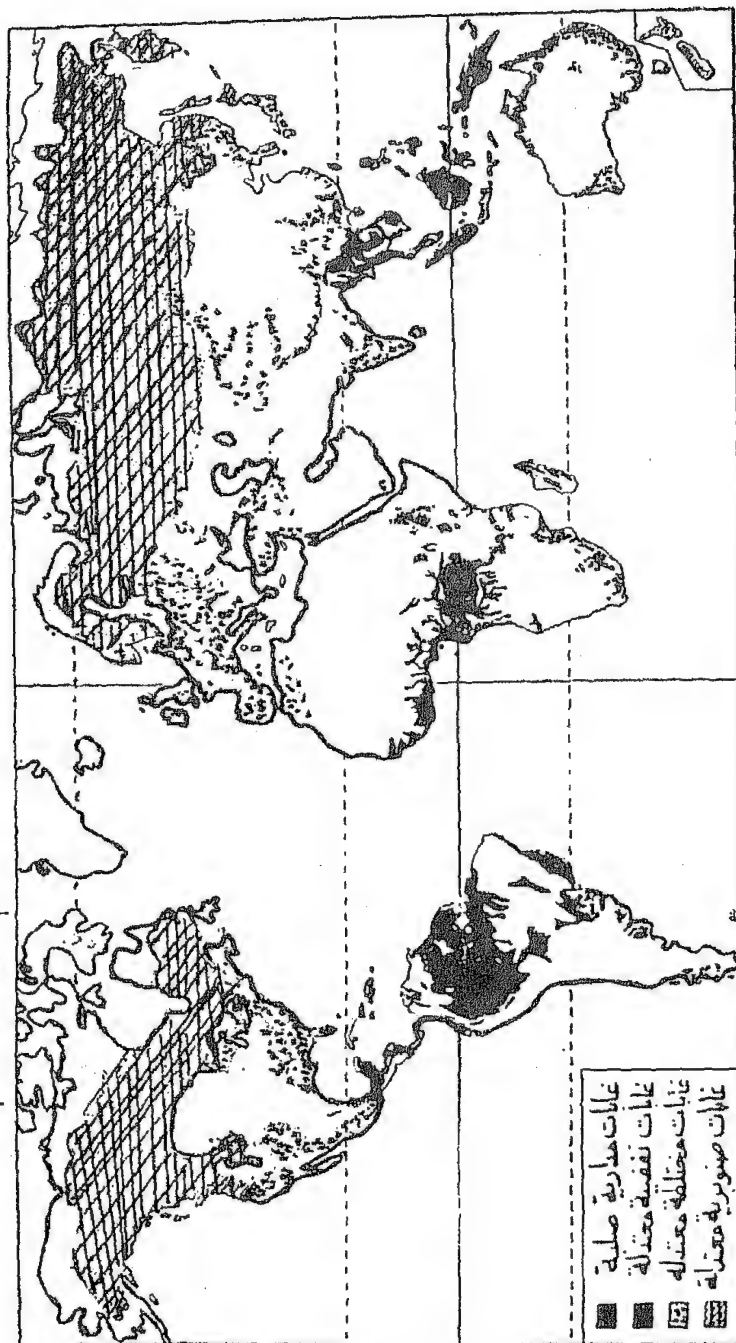 غابات مدارية صلبة
غابات نفضية معتدلة
غابات مختلطة معتدلة
غابات صنوبرية معتدلة